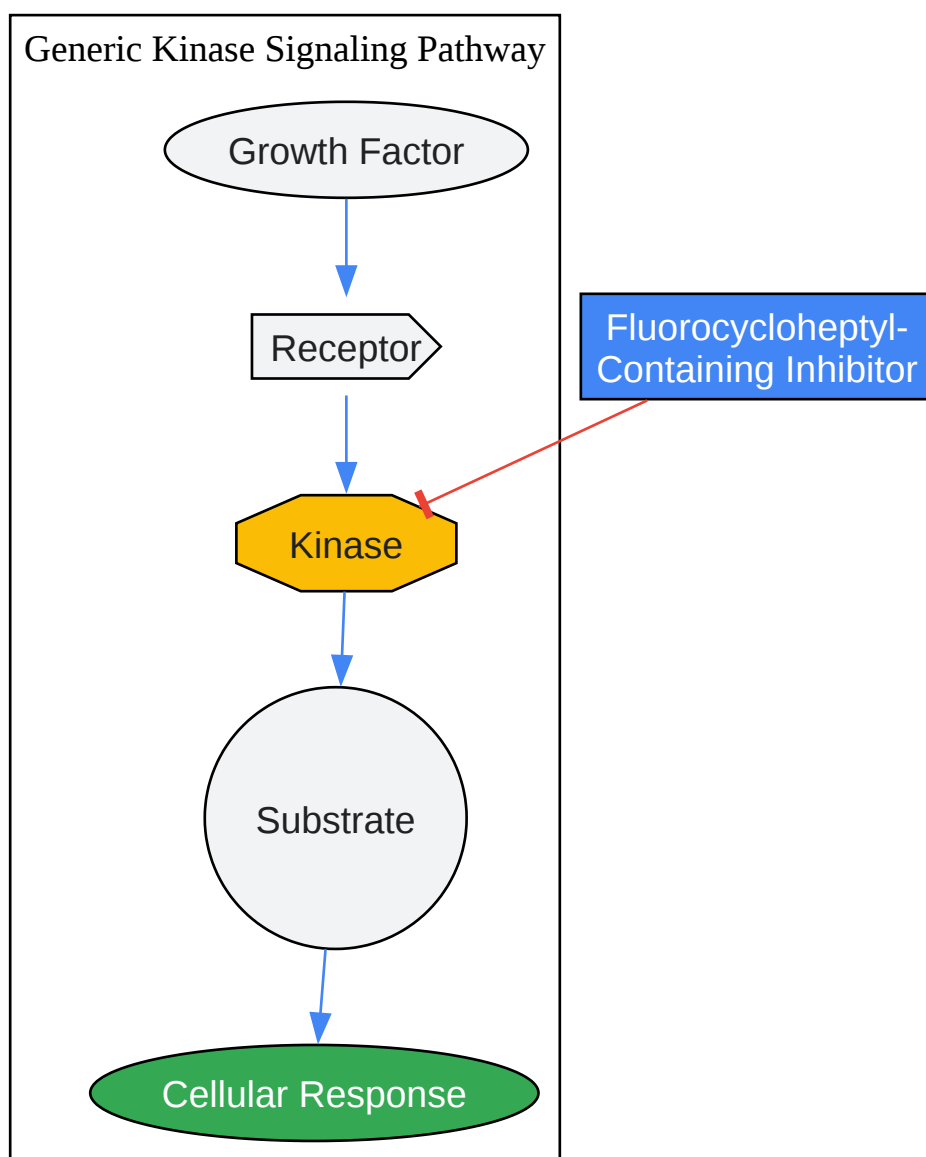 Generic Kinase Signaling Pathway
Growth Factor
Receptor
Fluorocycloheptyl-
Containing Inhibitor
Kinase
Substrate
Cellular Response